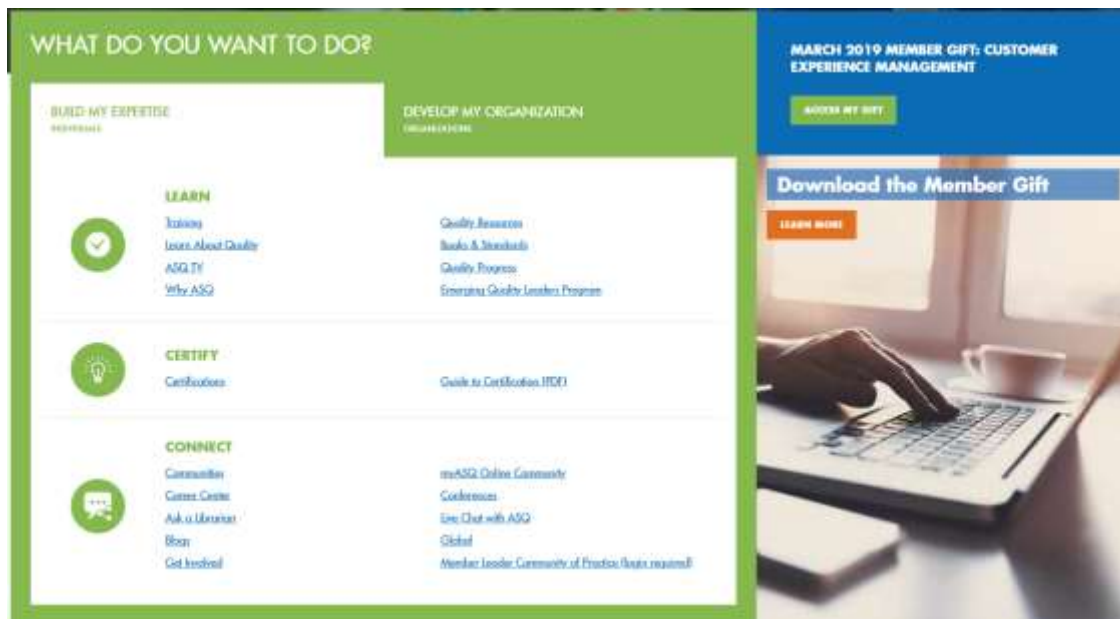 WHAT DO YOU WANT TO DO?
BUILD MY EXPERTISE
INDIVIDUALS
DEVELOP MY ORGANIZATION
ORGANIZATIONS
LEARN
Training
Learn About Quality
ASQ TV
Why ASQ
Quality Resources
Books & Standards
Quality Progress
Emerging Quality Leaders Program
CERTIFY
Certifications
Guide to Certification (PDF)
CONNECT
Communities
Career Center
Ask a Librarian
Blogs
Get Involved
myASQ Online Community
Conferences
Live Chat with ASQ
Global
Member Leader Community of Practice (login required)
MARCH 2019 MEMBER GIFT: CUSTOMER
EXPERIENCE MANAGEMENT
ACCESS MY GIFT
Download the Member Gift
LEARN MORE